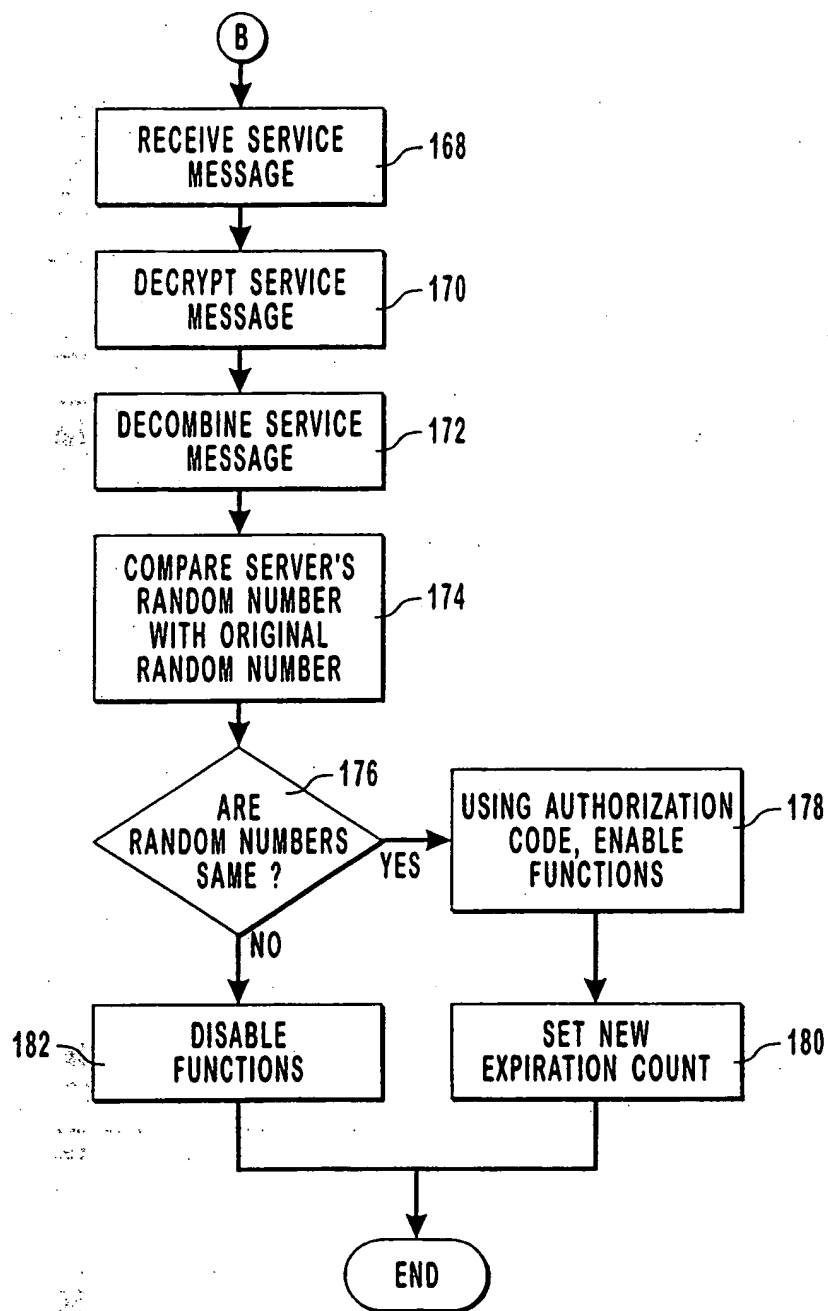 B
RECEIVE SERVICE
MESSAGE
168
DECRYPT SERVICE
MESSAGE
170
DECOMBINE SERVICE
MESSAGE
172
COMPARE SERVER'S
RANDOM NUMBER
WITH ORIGINAL
RANDOM NUMBER
174
176
ARE
RANDOM NUMBERS
SAME ?
YES
NO
USING AUTHORIZATION
CODE, ENABLE
FUNCTIONS
178
182
DISABLE
FUNCTIONS
SET NEW
EXPIRATION COUNT
180
END